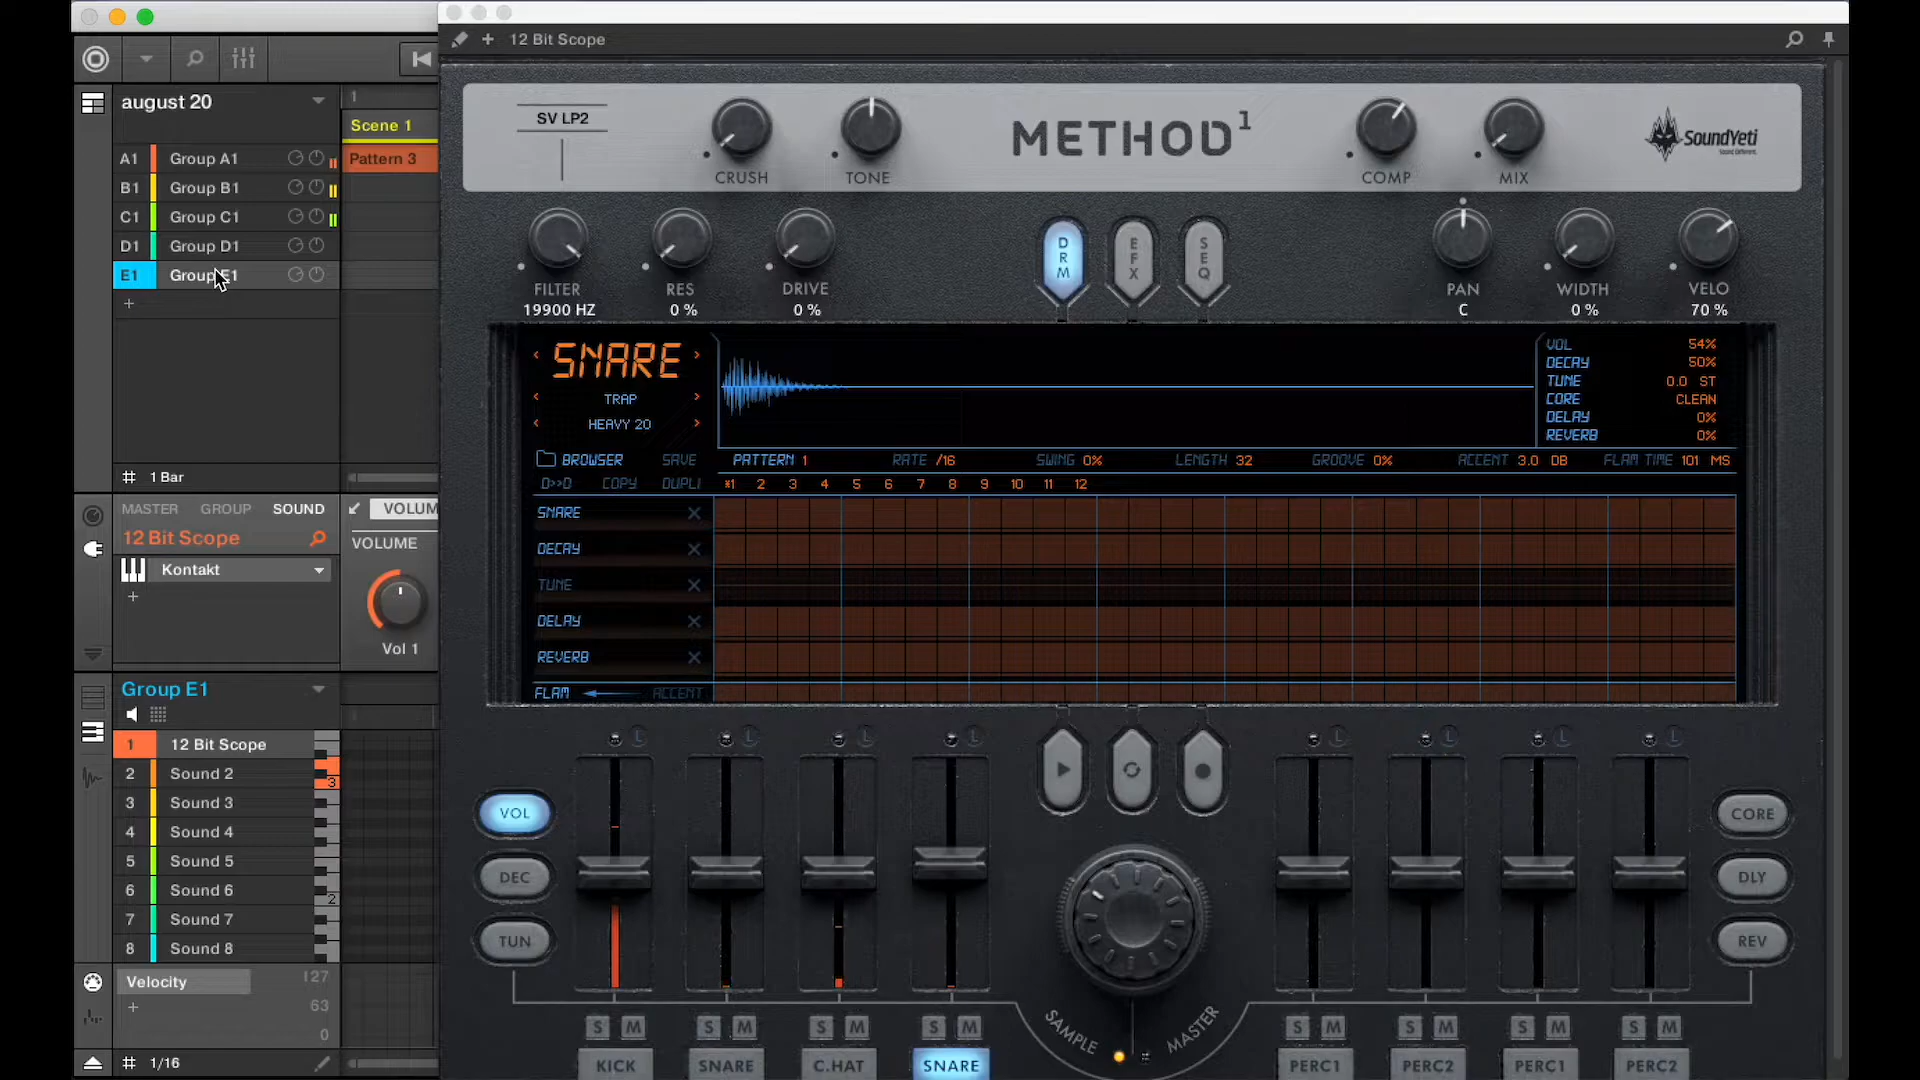 12 Bit Scope
august 20
1
Scene 1
A1 Group A1 Pattern 3
B1 Group B1
C1 Group C1
D1 Group D1
E1 Group E1
+
1 Bar
MASTER GROUP SOUND VOLUM
12 Bit Scope
VOLUME
Kontakt
+
Vol 1
Group E1
1 12 Bit Scope
2 Sound 2
3
3 Sound 3
4 Sound 4
5 Sound 5
6 Sound 6
2
7 Sound 7
8 Sound 8
Velocity 127
+ 63
0
1/16
SV LP2
CRUSH
TONE
METHOD1
COMP
MIX
SoundYeti
Sound Different.
FILTER
19900 HZ
RES
0 %
DRIVE
0 %
DRM
EFX
SEQ
PAN
C
WIDTH
0 %
VELO
70 %
< SNARE >
< TRAP >
< HEAVY 20 >
BROWSER SAVE
D>>D COPY DUPLI
VOL 54%
DECAY 50%
TUNE 0.0 ST
CORE CLEAN
DELAY 0%
REVERB 0%
PATTERN 1 RATE /16 SWING 0% LENGTH 32 GROOVE 0% ACCENT 3.0 DB FLAM TIME 101 MS
*1 2 3 4 5 6 7 8 9 10 11 12
SNARE X
DECAY X
TUNE X
DELAY X
REVERB X
FLAM ACCENT
L L L L L L L L
VOL
DEC
TUN
CORE
DLY
REV
SAMPLE MASTER
S M S M S M S M S M S M S M S M
KICK SNARE C.HAT SNARE PERC1 PERC2 PERC1 PERC2